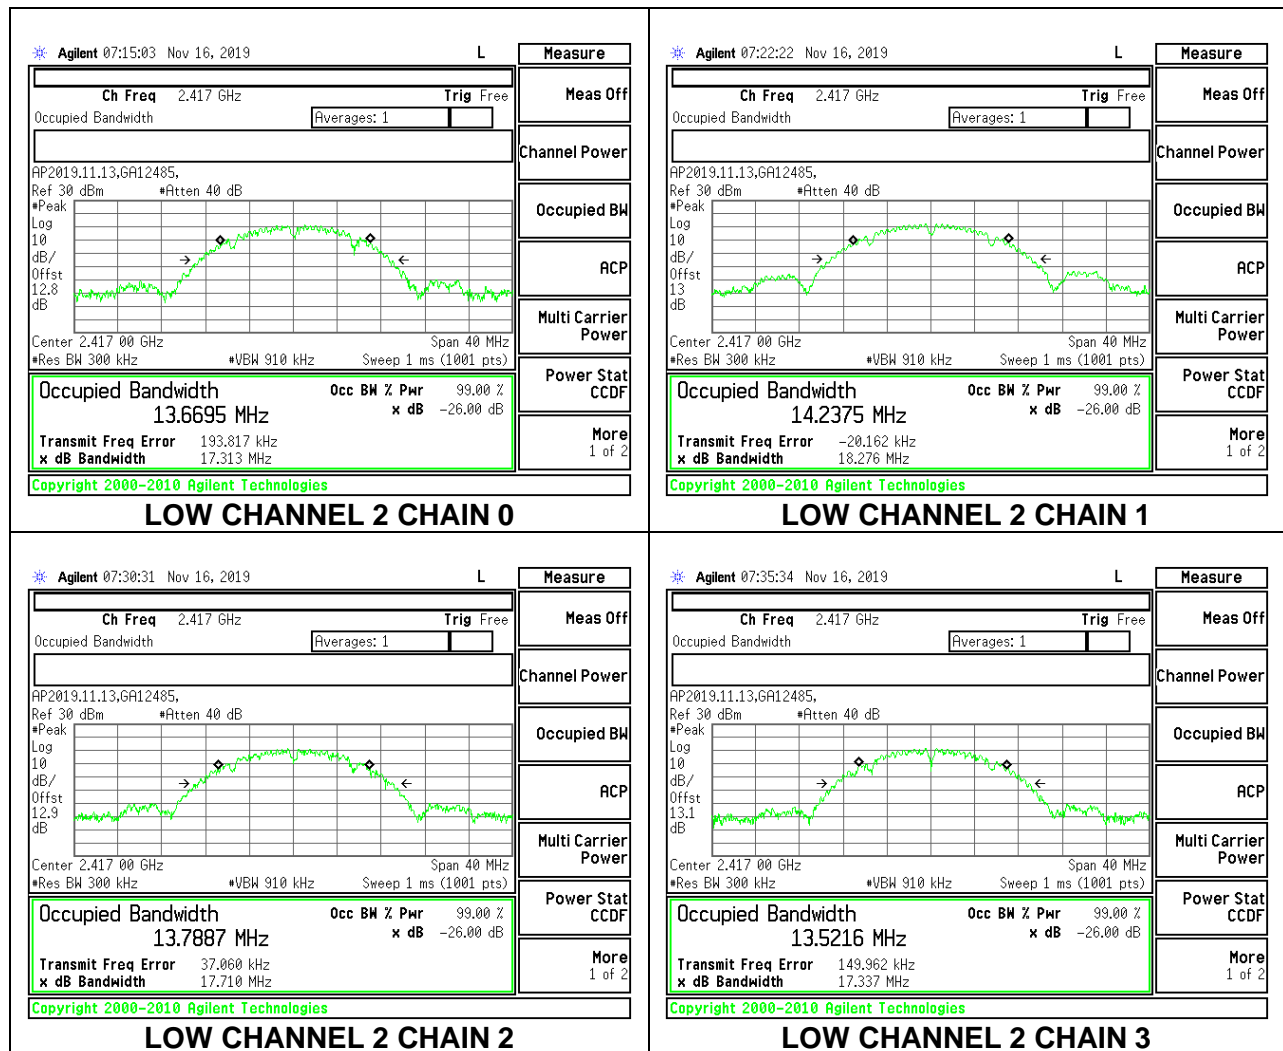 Agilent 07:15:03 Nov 16, 2019 L
Measure
Ch Freq 2.417 GHz Trig Free
Meas Off
Occupied Bandwidth Averages: 1
Channel Power
AP2019.11.13,GA12485,
Ref 30 dBm #Atten 40 dB
#Peak
Occupied BW
Log
10
dB/
ACP
Offst
12.8
dB
Multi Carrier
Power
Center 2.417 00 GHz Span 40 MHz
#Res BW 300 kHz #VBW 910 kHz Sweep 1 ms (1001 pts)
Power Stat
CCDF
Occupied Bandwidth Occ BW % Pwr 99.00 %
13.6695 MHz x dB -26.00 dB
More
1 of 2
Transmit Freq Error 193.817 kHz
x dB Bandwidth 17.313 MHz
Copyright 2000-2010 Agilent Technologies
LOW CHANNEL 2 CHAIN 0
Agilent 07:22:22 Nov 16, 2019 L
Measure
Ch Freq 2.417 GHz Trig Free
Meas Off
Occupied Bandwidth Averages: 1
Channel Power
AP2019.11.13,GA12485,
Ref 30 dBm #Atten 40 dB
#Peak
Occupied BW
Log
10
dB/
ACP
Offst
13
dB
Multi Carrier
Power
Center 2.417 00 GHz Span 40 MHz
#Res BW 300 kHz #VBW 910 kHz Sweep 1 ms (1001 pts)
Power Stat
CCDF
Occupied Bandwidth Occ BW % Pwr 99.00 %
14.2375 MHz x dB -26.00 dB
More
1 of 2
Transmit Freq Error -20.162 kHz
x dB Bandwidth 18.276 MHz
Copyright 2000-2010 Agilent Technologies
LOW CHANNEL 2 CHAIN 1
Agilent 07:30:31 Nov 16, 2019 L
Measure
Ch Freq 2.417 GHz Trig Free
Meas Off
Occupied Bandwidth Averages: 1
Channel Power
AP2019.11.13,GA12485,
Ref 30 dBm #Atten 40 dB
#Peak
Occupied BW
Log
10
dB/
ACP
Offst
12.9
dB
Multi Carrier
Power
Center 2.417 00 GHz Span 40 MHz
#Res BW 300 kHz #VBW 910 kHz Sweep 1 ms (1001 pts)
Power Stat
CCDF
Occupied Bandwidth Occ BW % Pwr 99.00 %
13.7887 MHz x dB -26.00 dB
More
1 of 2
Transmit Freq Error 37.060 kHz
x dB Bandwidth 17.710 MHz
Copyright 2000-2010 Agilent Technologies
LOW CHANNEL 2 CHAIN 2
Agilent 07:35:34 Nov 16, 2019 L
Measure
Ch Freq 2.417 GHz Trig Free
Meas Off
Occupied Bandwidth Averages: 1
Channel Power
AP2019.11.13,GA12485,
Ref 30 dBm #Atten 40 dB
#Peak
Occupied BW
Log
10
dB/
ACP
Offst
13.1
dB
Multi Carrier
Power
Center 2.417 00 GHz Span 40 MHz
#Res BW 300 kHz #VBW 910 kHz Sweep 1 ms (1001 pts)
Power Stat
CCDF
Occupied Bandwidth Occ BW % Pwr 99.00 %
13.5216 MHz x dB -26.00 dB
More
1 of 2
Transmit Freq Error 149.962 kHz
x dB Bandwidth 17.337 MHz
Copyright 2000-2010 Agilent Technologies
LOW CHANNEL 2 CHAIN 3